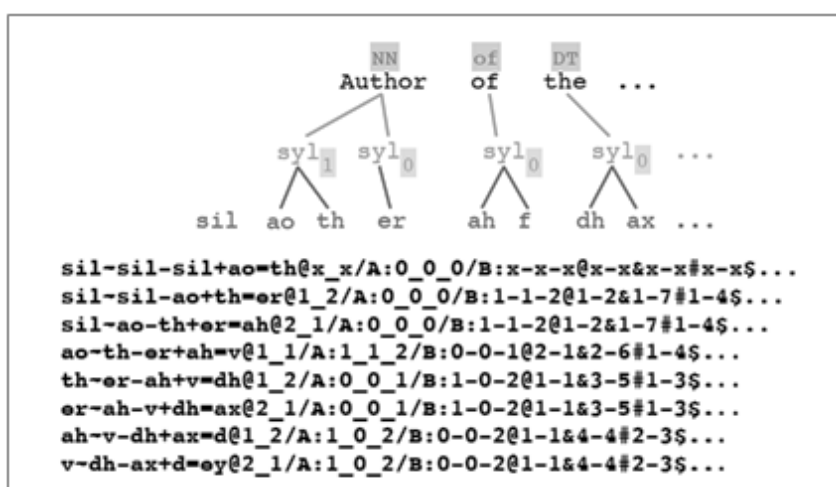 NN of DT
Author of the ...
syl1 syl0 syl0 syl0 ...
sil ao th er ah f dh ax ...
sil~sil-sil+ao=th@x_x/A:0_0_0/B:x-x-x@x-x&x-x#x-x$...
sil~sil-ao+th=er@1_2/A:0_0_0/B:1-1-2@1-2&1-7#1-4$...
sil~ao-th+er=ah@2_1/A:0_0_0/B:1-1-2@1-2&1-7#1-4$...
ao~th-er+ah=v@1_1/A:1_1_2/B:0-0-1@2-1&2-6#1-4$...
th~er-ah+v=dh@1_2/A:0_0_1/B:1-0-2@1-1&3-5#1-3$...
er~ah-v+dh=ax@2_1/A:0_0_1/B:1-0-2@1-1&3-5#1-3$...
ah~v-dh+ax=d@1_2/A:1_0_2/B:0-0-2@1-1&4-4#2-3$...
v~dh-ax+d=ey@2_1/A:1_0_2/B:0-0-2@1-1&4-4#2-3$...